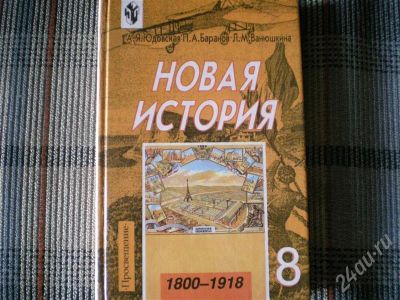 А.Я.Юдовская П.А.Баранов Л.М.Ванюшкина
НОВАЯ
ИСТОРИЯ
·Просвещение·
1800–1918
8
24au.ru